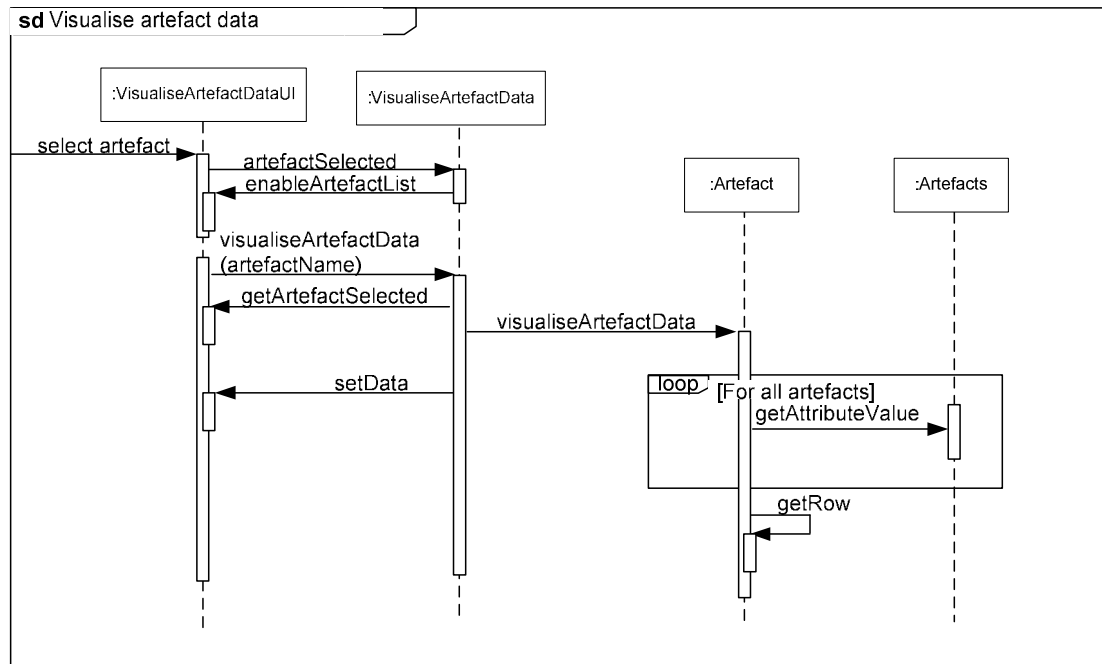 sd Visualise artefact data
:VisualiseArtefactDataUI
:VisualiseArtefactData
select artefact
artefactSelected
enableArtefactList
:Artefact
:Artefacts
visualiseArtefactData
(artefactName)
getArtefactSelected
visualiseArtefactData
setData
loop
[For all artefacts]
getAttributeValue
getRow